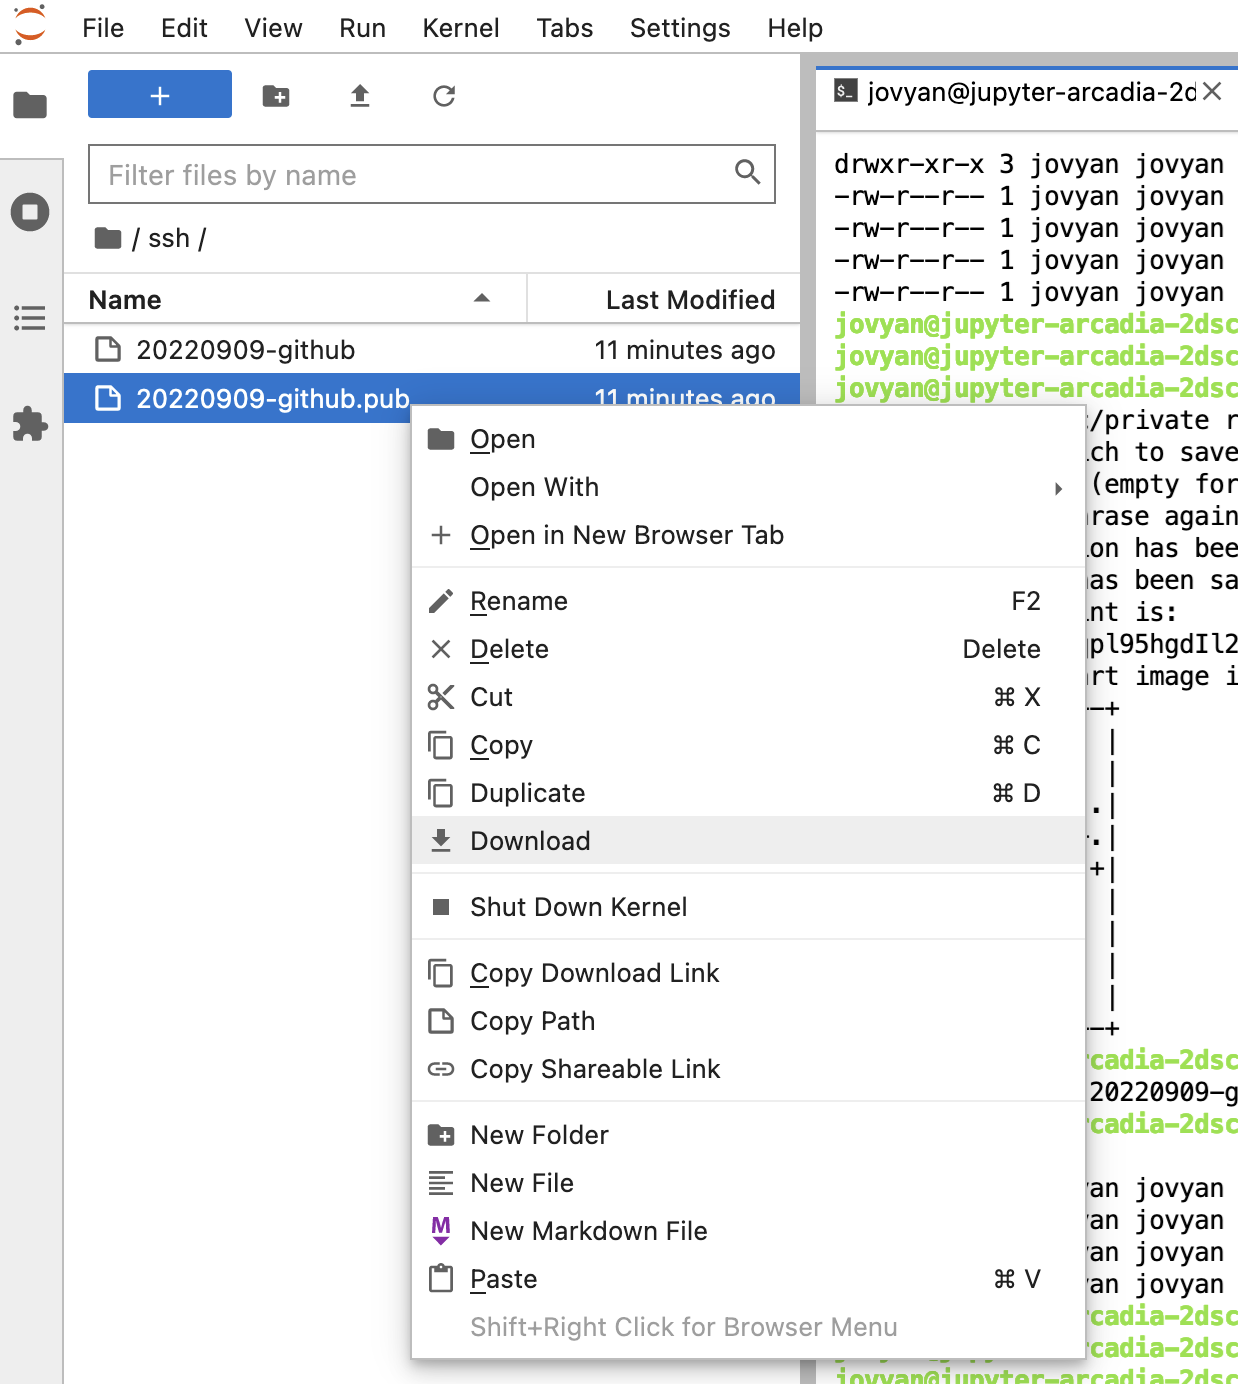 File Edit View Run Kernel Tabs Settings Help
Filter files by name
/ ssh /
Name Last Modified
20220909-github 11 minutes ago
20220909-github.pub 11 minutes ago
Open
Open With
Open in New Browser Tab
Rename F2
Delete Delete
Cut ⌘ X
Copy ⌘ C
Duplicate ⌘ D
Download
Shut Down Kernel
Copy Download Link
Copy Path
Copy Shareable Link
New Folder
New File
New Markdown File
Paste ⌘ V
Shift+Right Click for Browser Menu
$_ jovyan@jupyter-arcadia-2d
drwxr-xr-x 3 jovyan jovyan
-rw-r--r-- 1 jovyan jovyan
-rw-r--r-- 1 jovyan jovyan
-rw-r--r-- 1 jovyan jovyan
-rw-r--r-- 1 jovyan jovyan
jovyan@jupyter-arcadia-2dsc
jovyan@jupyter-arcadia-2dsc
jovyan@jupyter-arcadia-2dsc
/private r
ch to save
(empty for
rase again
on has bee
as been sa
nt is:
pl95hgdIl2
rt image i
--+
|
|
.|
.|
+|
|
|
|
|
--+
rcadia-2dsc
20220909-g
rcadia-2dsc
an jovyan
an jovyan
an jovyan
an jovyan
rcadia-2dsc
rcadia-2dsc
jovyan@jupyter-arcadia-2dsc